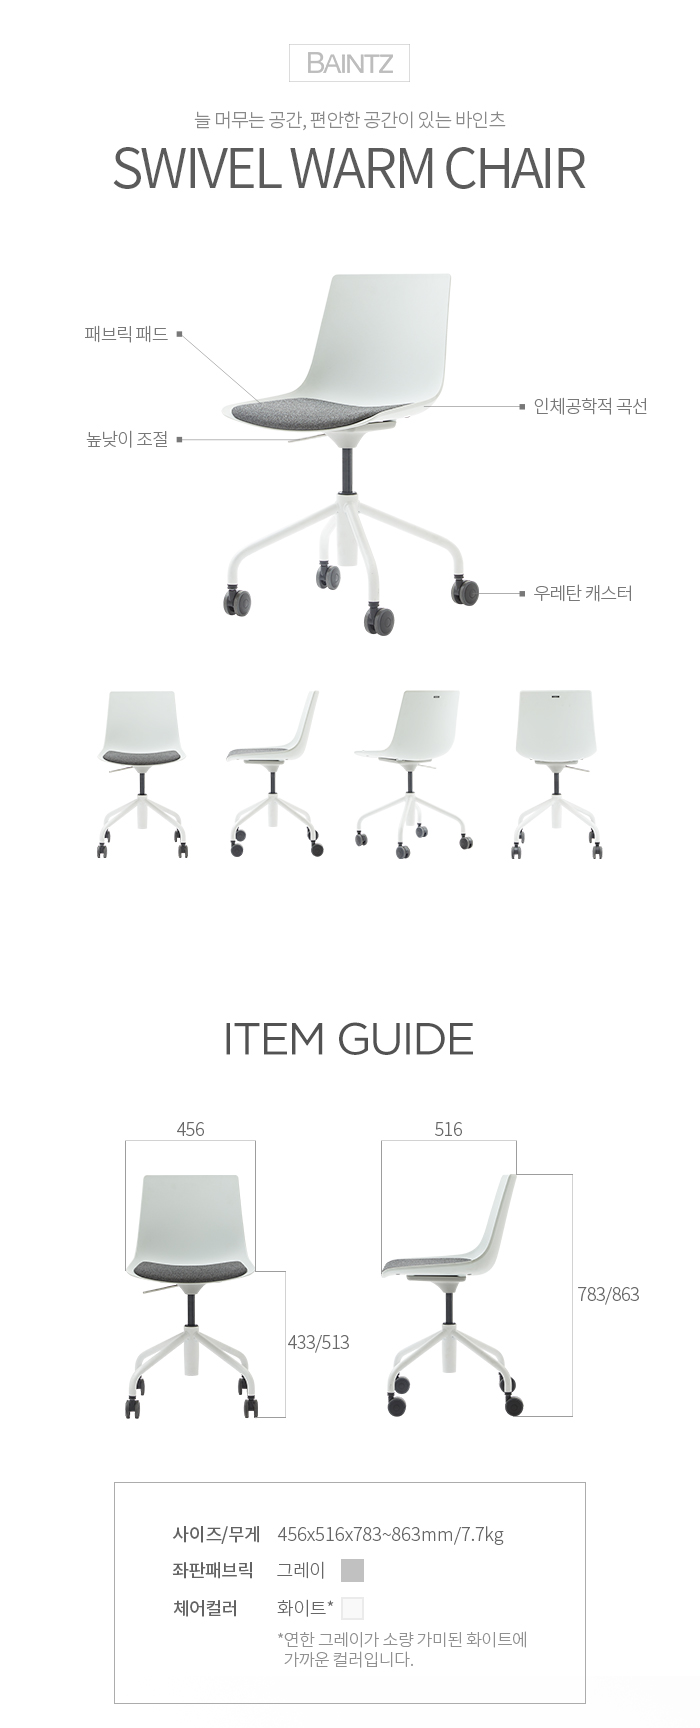 BAINTZ
늘 머무는 공간, 편안한 공간이 있는 바인츠
SWIVEL WARM CHAIR
패브릭 패드
인체공학적 곡선
높낮이 조절
우레탄 캐스터
ITEM GUIDE
456
516
783/863
433/513
사이즈/무게 456x516x783~863mm/7.7kg
좌판패브릭 그레이
체어컬러 화이트*
*연한 그레이가 소량 가미된 화이트에
가까운 컬러입니다.